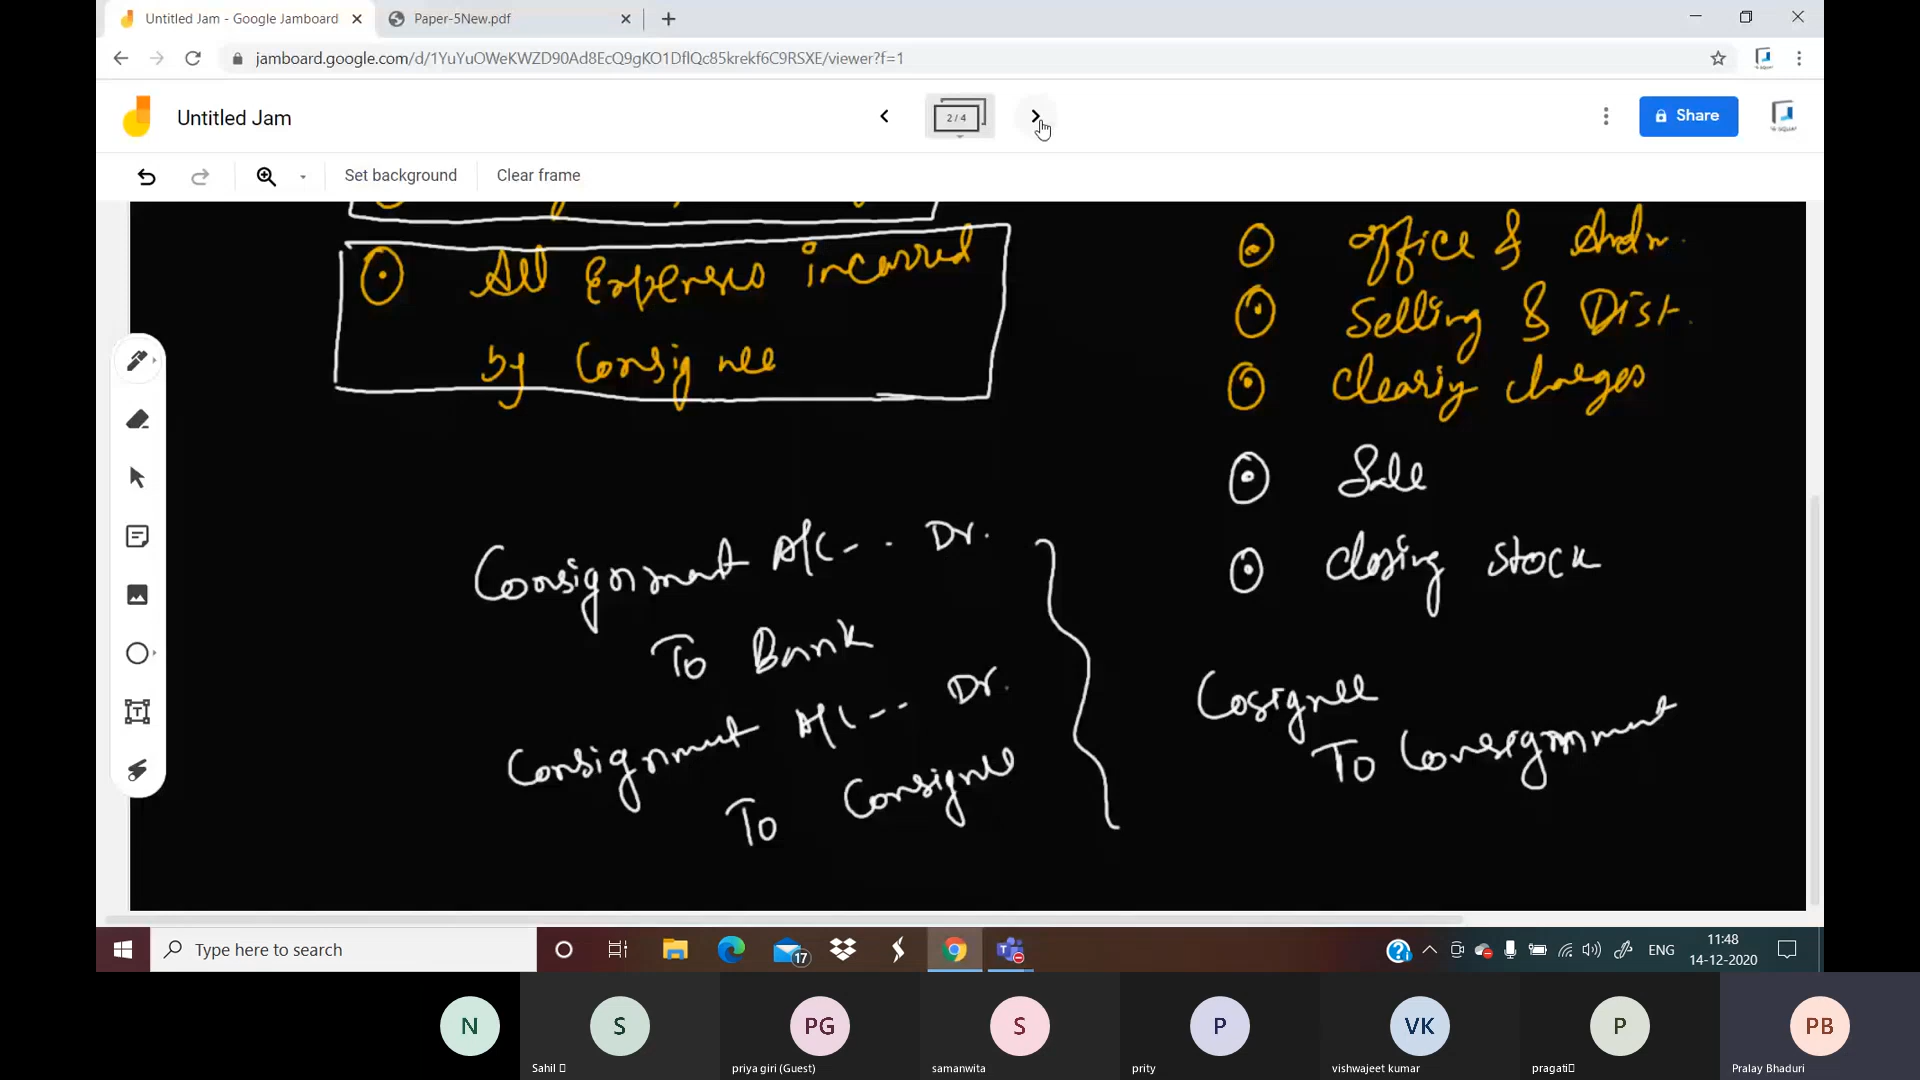 Untitled Jam - Google Jamboard
Paper-5New.pdf
jamboard.google.com/d/1YuYuOWeKWZD90Ad8EcQ9gKO1DflQc85krekf6C9RSXE/viewer?f=1
Untitled Jam
2 / 4
Share
Set background
Clear frame
All Expenses incurred
by Consignee
Office & Adm.
Selling & Dist.
Clearing charges
Sale
Closing stock
Consignment A/C -- Dr.
To Bank
Consignment A/C -- Dr.
To Consignee
Cosignee
To Consignment
Type here to search
17
ENG
11:48
14-12-2020
N
S
PG
S
P
VK
P
PB
Sahil
priya giri (Guest)
samanwita
prity
vishwajeet kumar
pragati
Pralay Bhaduri